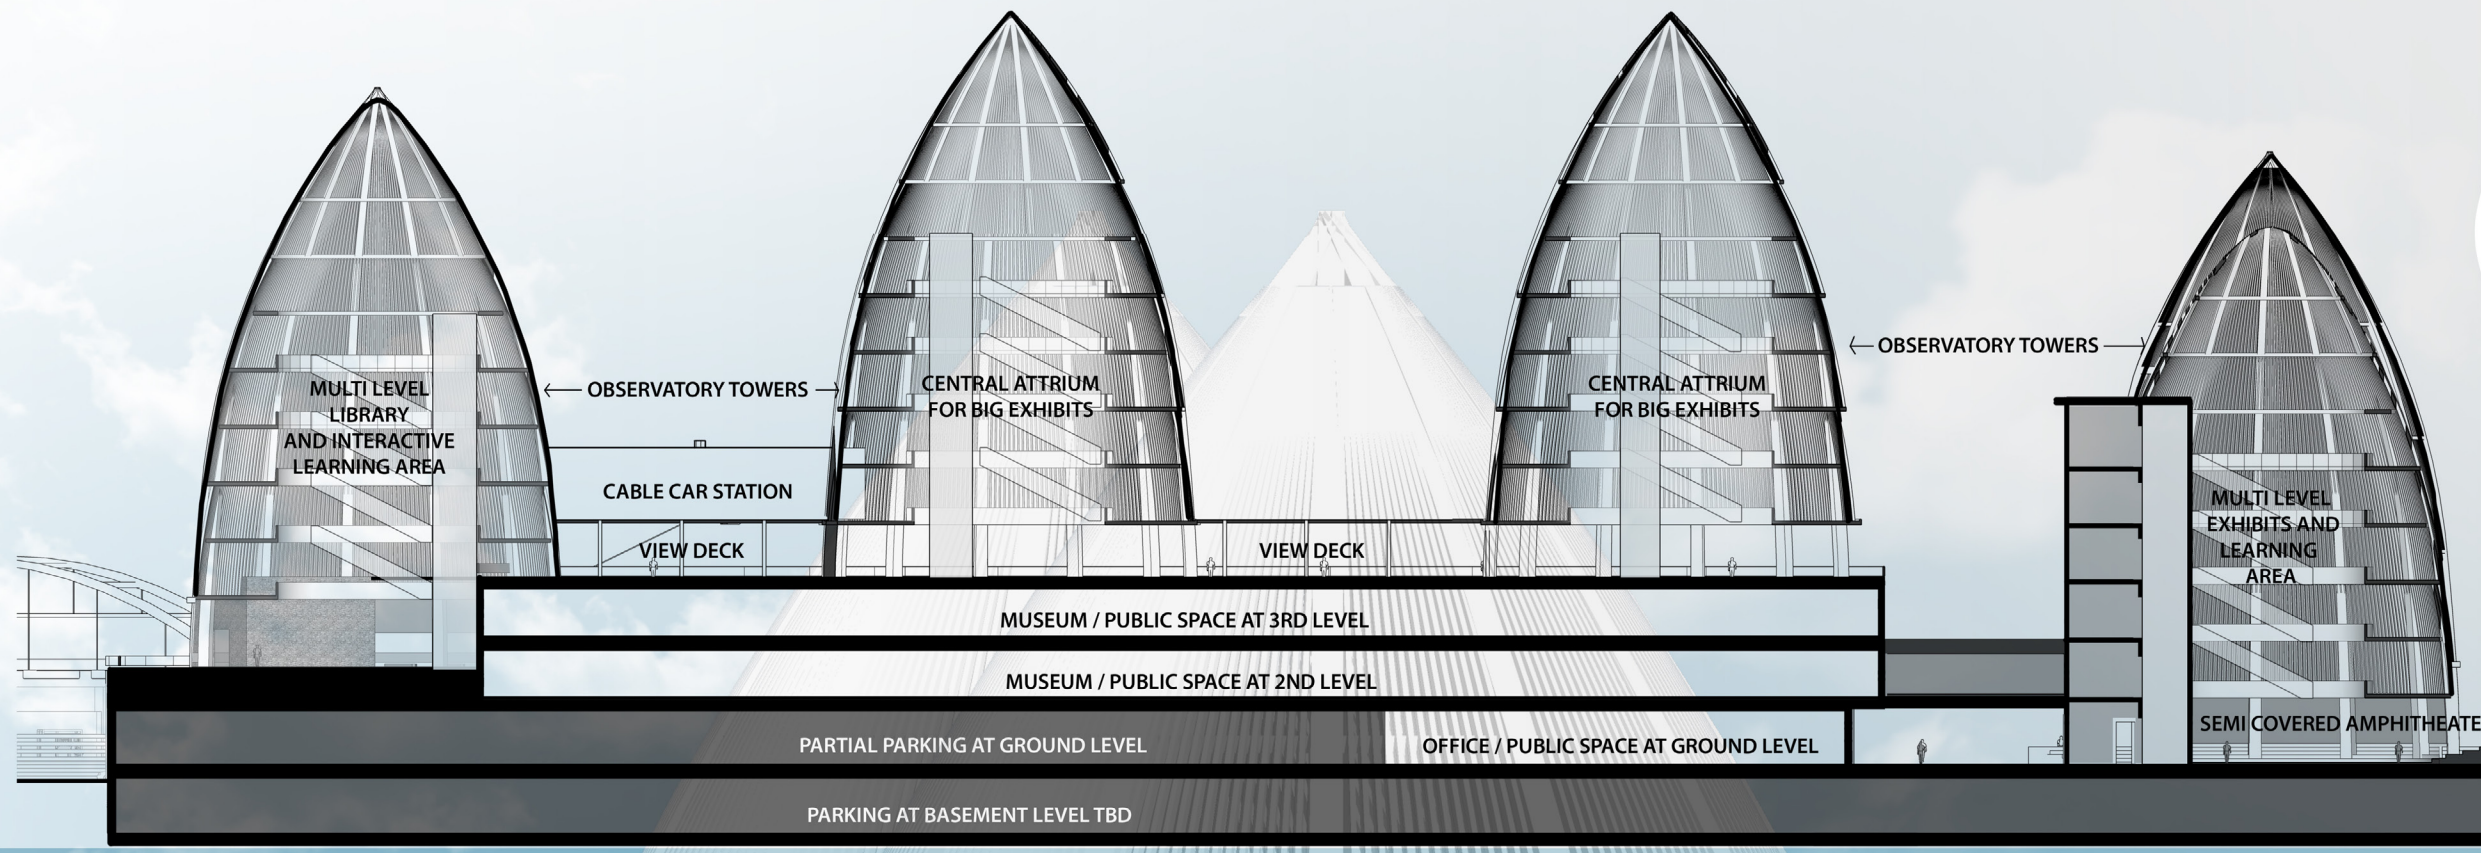 MULTI LEVEL
LIBRARY
AND INTERACTIVE
LEARNING AREA
OBSERVATORY TOWERS
CABLE CAR STATION
VIEW DECK
CENTRAL ATTRIUM
FOR BIG EXHIBITS
VIEW DECK
CENTRAL ATTRIUM
FOR BIG EXHIBITS
OBSERVATORY TOWERS
MULTI LEVEL
EXHIBITS AND
LEARNING
AREA
SEMI COVERED AMPHITHEATE
MUSEUM / PUBLIC SPACE AT 3RD LEVEL
MUSEUM / PUBLIC SPACE AT 2ND LEVEL
PARTIAL PARKING AT GROUND LEVEL
OFFICE / PUBLIC SPACE AT GROUND LEVEL
PARKING AT BASEMENT LEVEL TBD